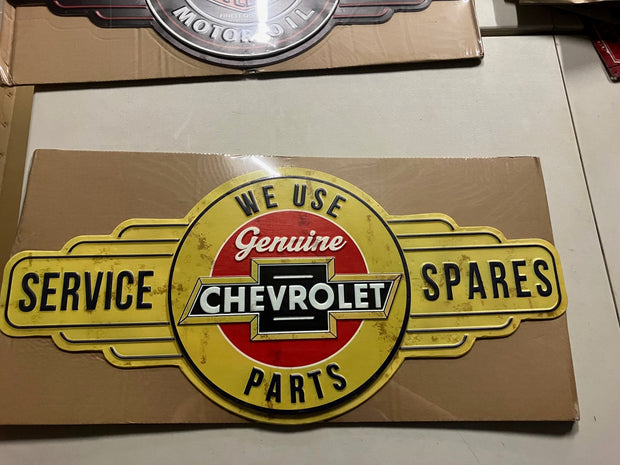 MOTOR OIL
WE USE
Genuine
SERVICE CHEVROLET SPARES
PARTS